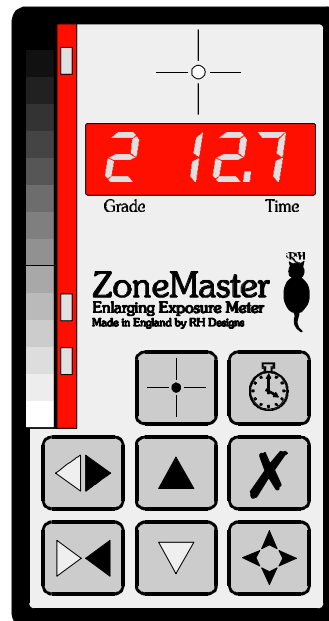 2 12.7
Grade Time
RH
ZoneMaster
Enlarging Exposure Meter
Made in England by RH Designs